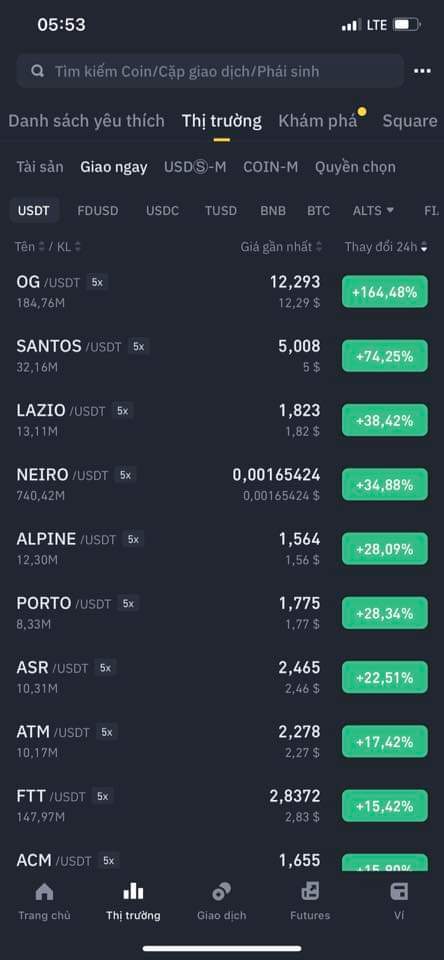 05:53 LTE
Tìm kiếm Coin/Cặp giao dịch/Phái sinh
Danh sách yêu thích Thị trường Khám phá Square
Tài sản Giao ngay USDⓈ-M COIN-M Quyền chọn
USDT FDUSD USDC TUSD BNB BTC ALTS FI.
Tên / KL Giá gần nhất Thay đổi 24h
OG /USDT 5x 12,293 +164,48%
184,76M 12,29 $
SANTOS /USDT 5x 5,008 +74,25%
32,16M 5 $
LAZIO /USDT 5x 1,823 +38,42%
13,11M 1,82 $
NEIRO /USDT 5x 0,00165424 +34,88%
740,42M 0,00165424 $
ALPINE /USDT 5x 1,564 +28,09%
12,30M 1,56 $
PORTO /USDT 5x 1,775 +28,34%
8,33M 1,77 $
ASR /USDT 5x 2,465 +22,51%
10,31M 2,46 $
ATM /USDT 5x 2,278 +17,42%
10,17M 2,27 $
FTT /USDT 5x 2,8372 +15,42%
147,97M 2,83 $
ACM /USDT 5x 1,655
Trang chủ Thị trường Giao dịch Futures Ví